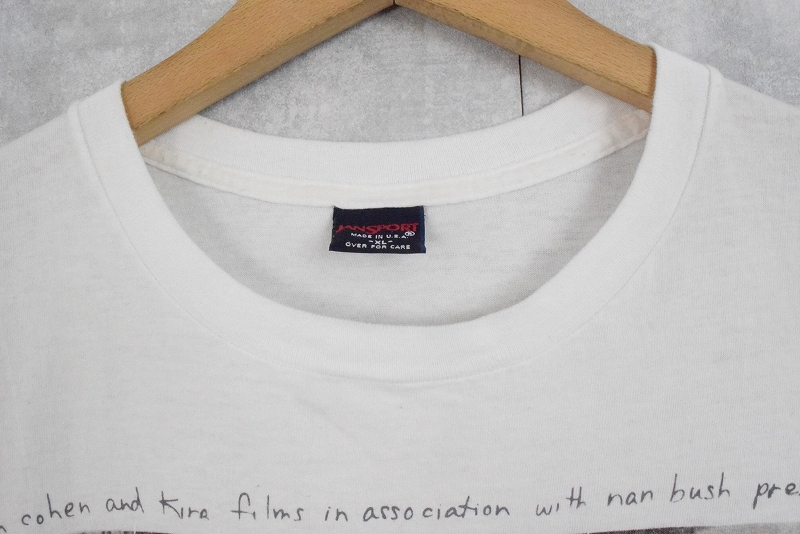 JANSPORT®
MADE IN U.S.A.
-XL-
OVER FOR CARE
cohen and kira films in association with nan bush pre